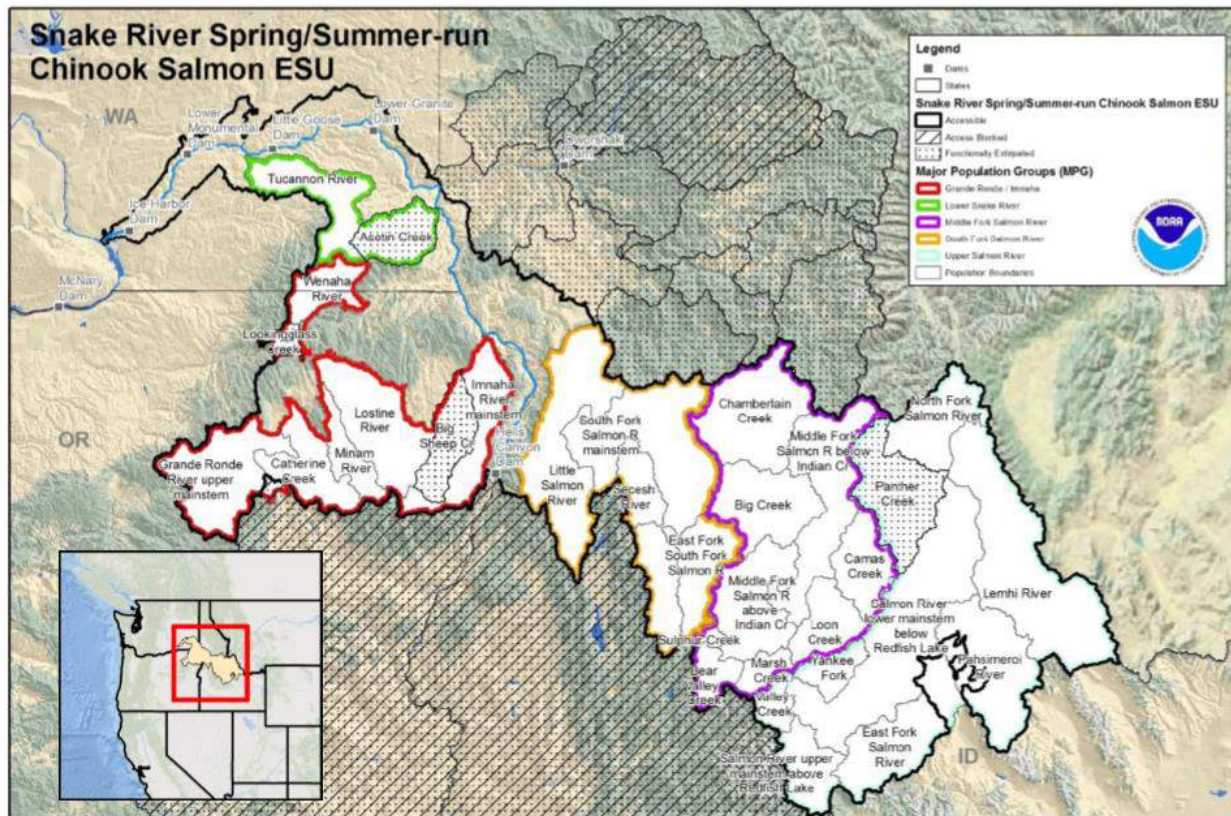 Snake River Spring/Summer-run
Chinook Salmon ESU
Legend
Dams
States
Snake River Spring/Summer-run Chinook Salmon ESU
Accessible
Access Blocked
Functionally Extirpated
Major Population Groups (MPG)
Grande Ronde / Imnaha
Lower Snake River
Middle Fork Salmon River
South Fork Salmon River
Upper Salmon River
Population Boundaries
NOAA
WA
Lower
Monumental
Dam
Little Goose
Dam
Lower Granite
Dam
Dworshak
Dam
Ice Harbor
Dam
McNary
Dam
Tucannon River
Asotin Creek
Wenaha
River
Lookingglass
Creek
OR
Grande Ronde
River upper
mainstem
Catherine
Creek
Minam
River
Lostine
River
Big
Sheep Cr
Imnaha
River
mainstem
Hells
Canyon
Dam
Little
Salmon
River
South Fork
Salmon R
mainstem
Secesh
River
East Fork
South Fork
Salmon R
Chamberlain
Creek
Middle Fork
Salmon R below
Indian Cr
Big Creek
Middle Fork
Salmon R
above
Indian Cr
Camas
Creek
Loon
Creek
Sulphur Creek
Bear
Valley
Creek
Marsh
Creek
North Fork
Salmon River
Panther
Creek
Lemhi River
Salmon River
lower mainstem
below
Redfish Lake
Pahsimeroi
River
Yankee
Fork
Valley
Creek
East Fork
Salmon
River
Salmon River upper
mainstem above
Redfish Lake
ID